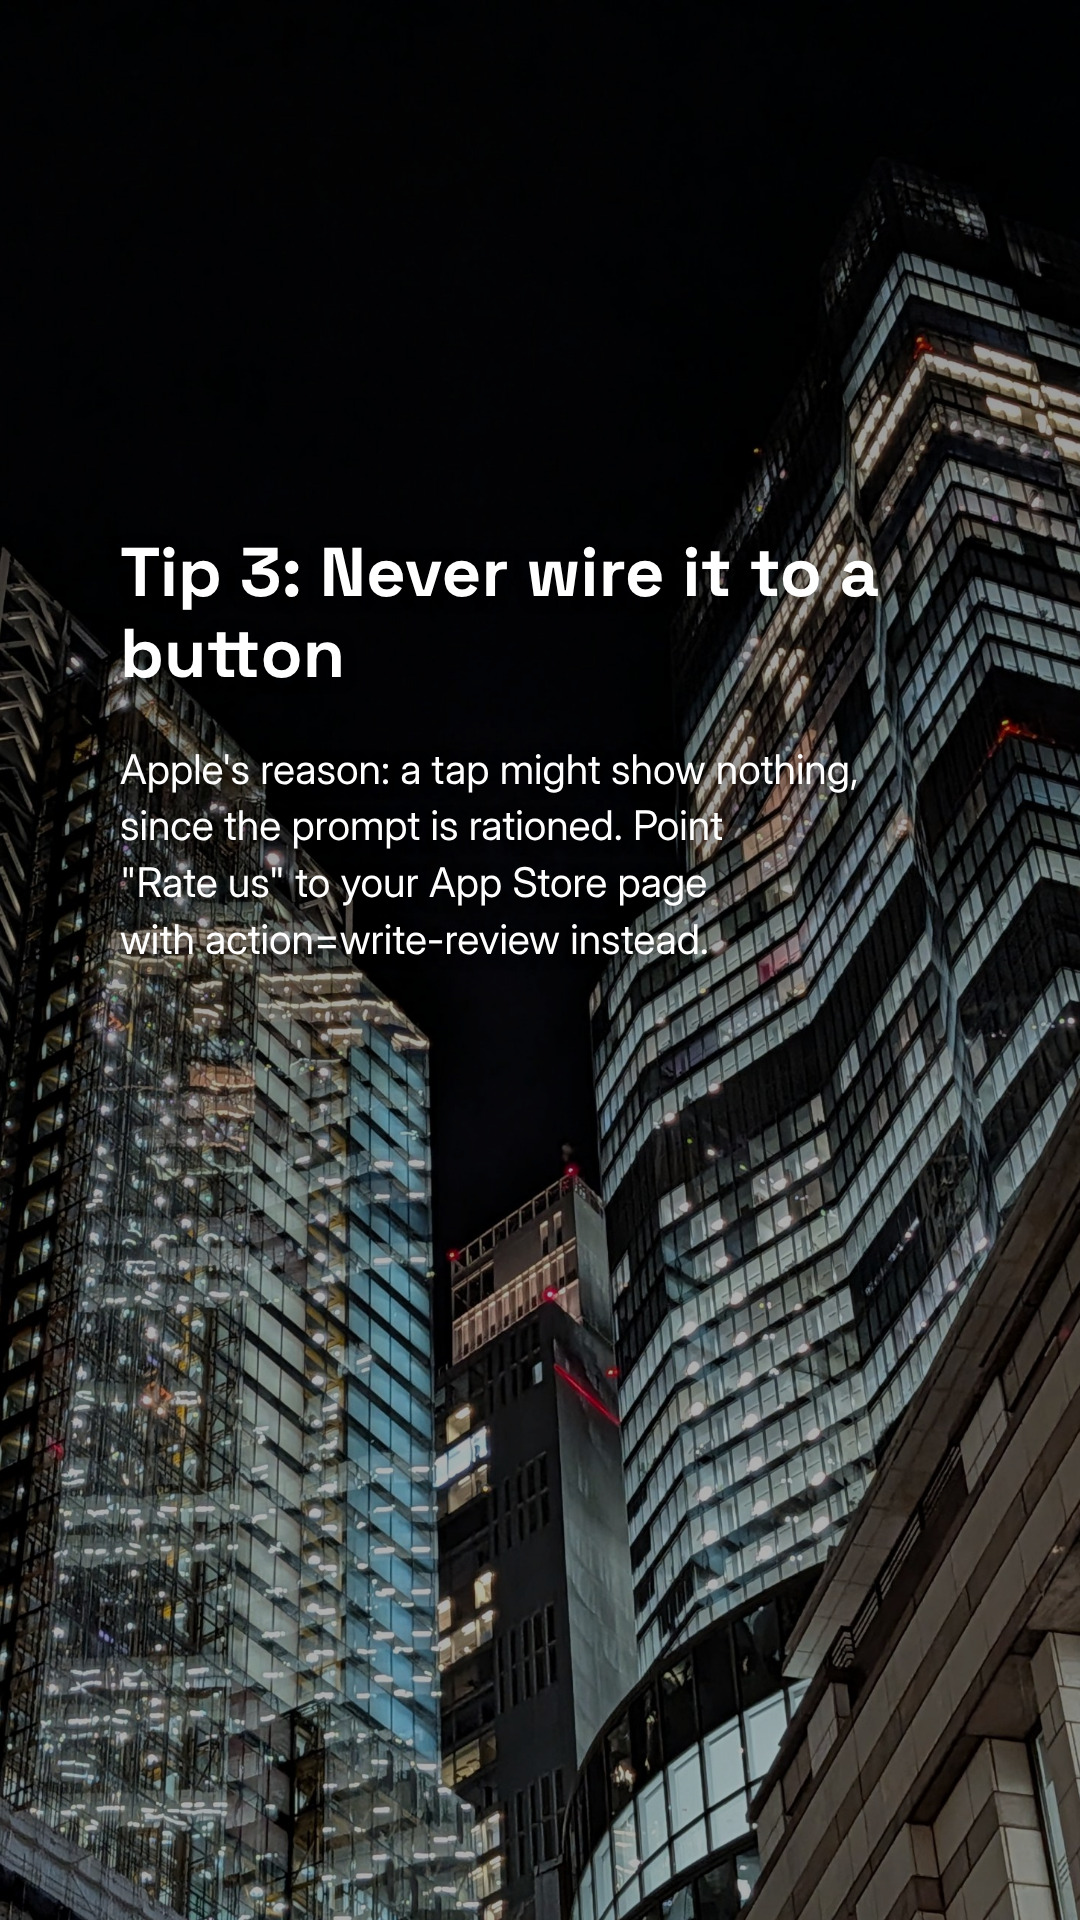 Tip 3: Never wire it to a
button
Apple's reason: a tap might show nothing,
since the prompt is rationed. Point
"Rate us" to your App Store page
with action=write-review instead.